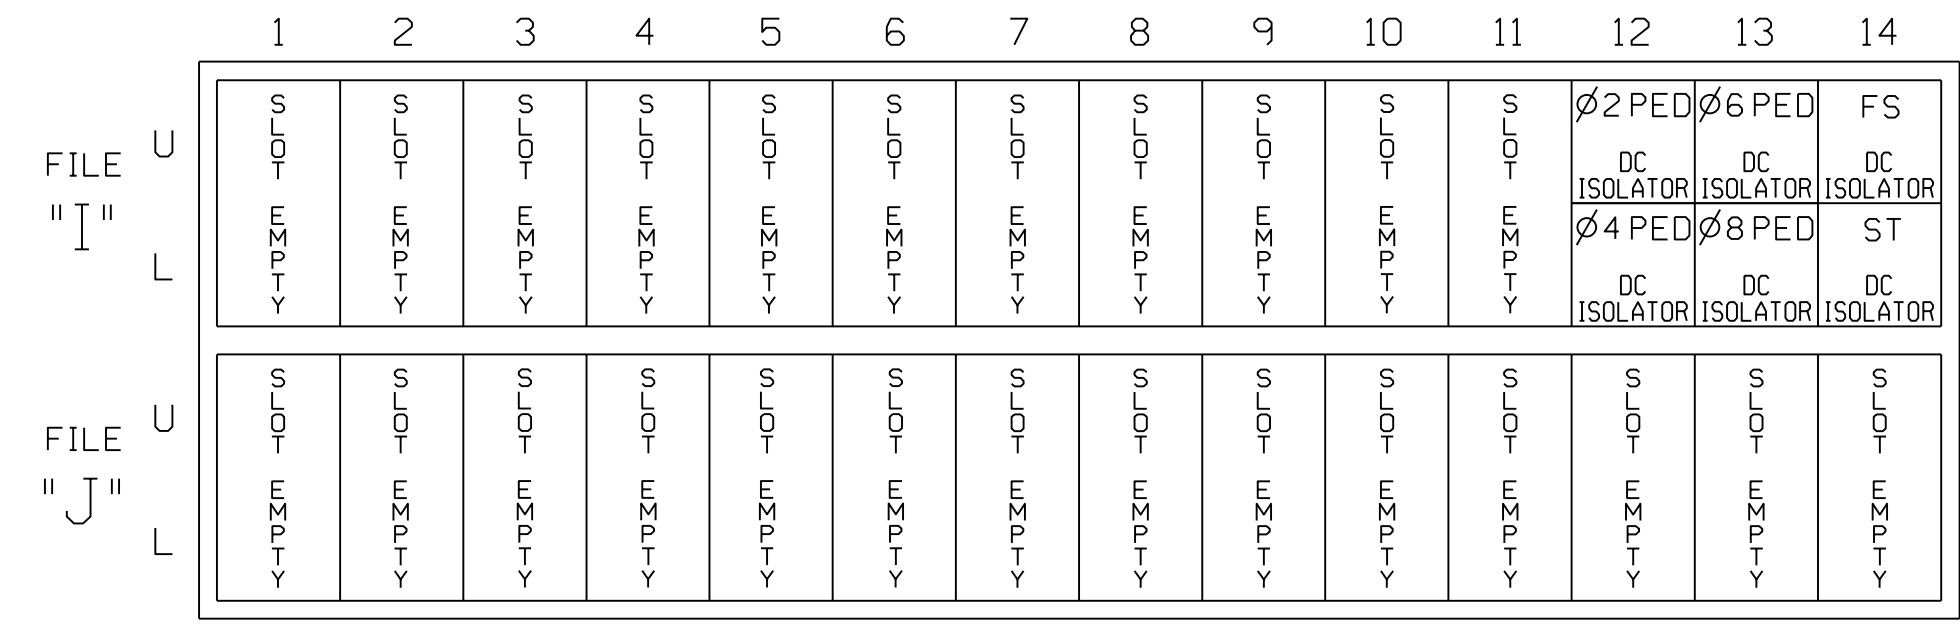 1 2 3 4 5 6 7 8 9 10 11 12 13 14
FILE
"I"
U
L
SLOT EMPTY
SLOT EMPTY
SLOT EMPTY
SLOT EMPTY
SLOT EMPTY
SLOT EMPTY
SLOT EMPTY
SLOT EMPTY
SLOT EMPTY
SLOT EMPTY
SLOT EMPTY
Ø2 PED
DC
ISOLATOR
Ø4 PED
DC
ISOLATOR
Ø6 PED
DC
ISOLATOR
Ø8 PED
DC
ISOLATOR
FS
DC
ISOLATOR
ST
DC
ISOLATOR
FILE
"J"
U
L
SLOT EMPTY
SLOT EMPTY
SLOT EMPTY
SLOT EMPTY
SLOT EMPTY
SLOT EMPTY
SLOT EMPTY
SLOT EMPTY
SLOT EMPTY
SLOT EMPTY
SLOT EMPTY
SLOT EMPTY
SLOT EMPTY
SLOT EMPTY